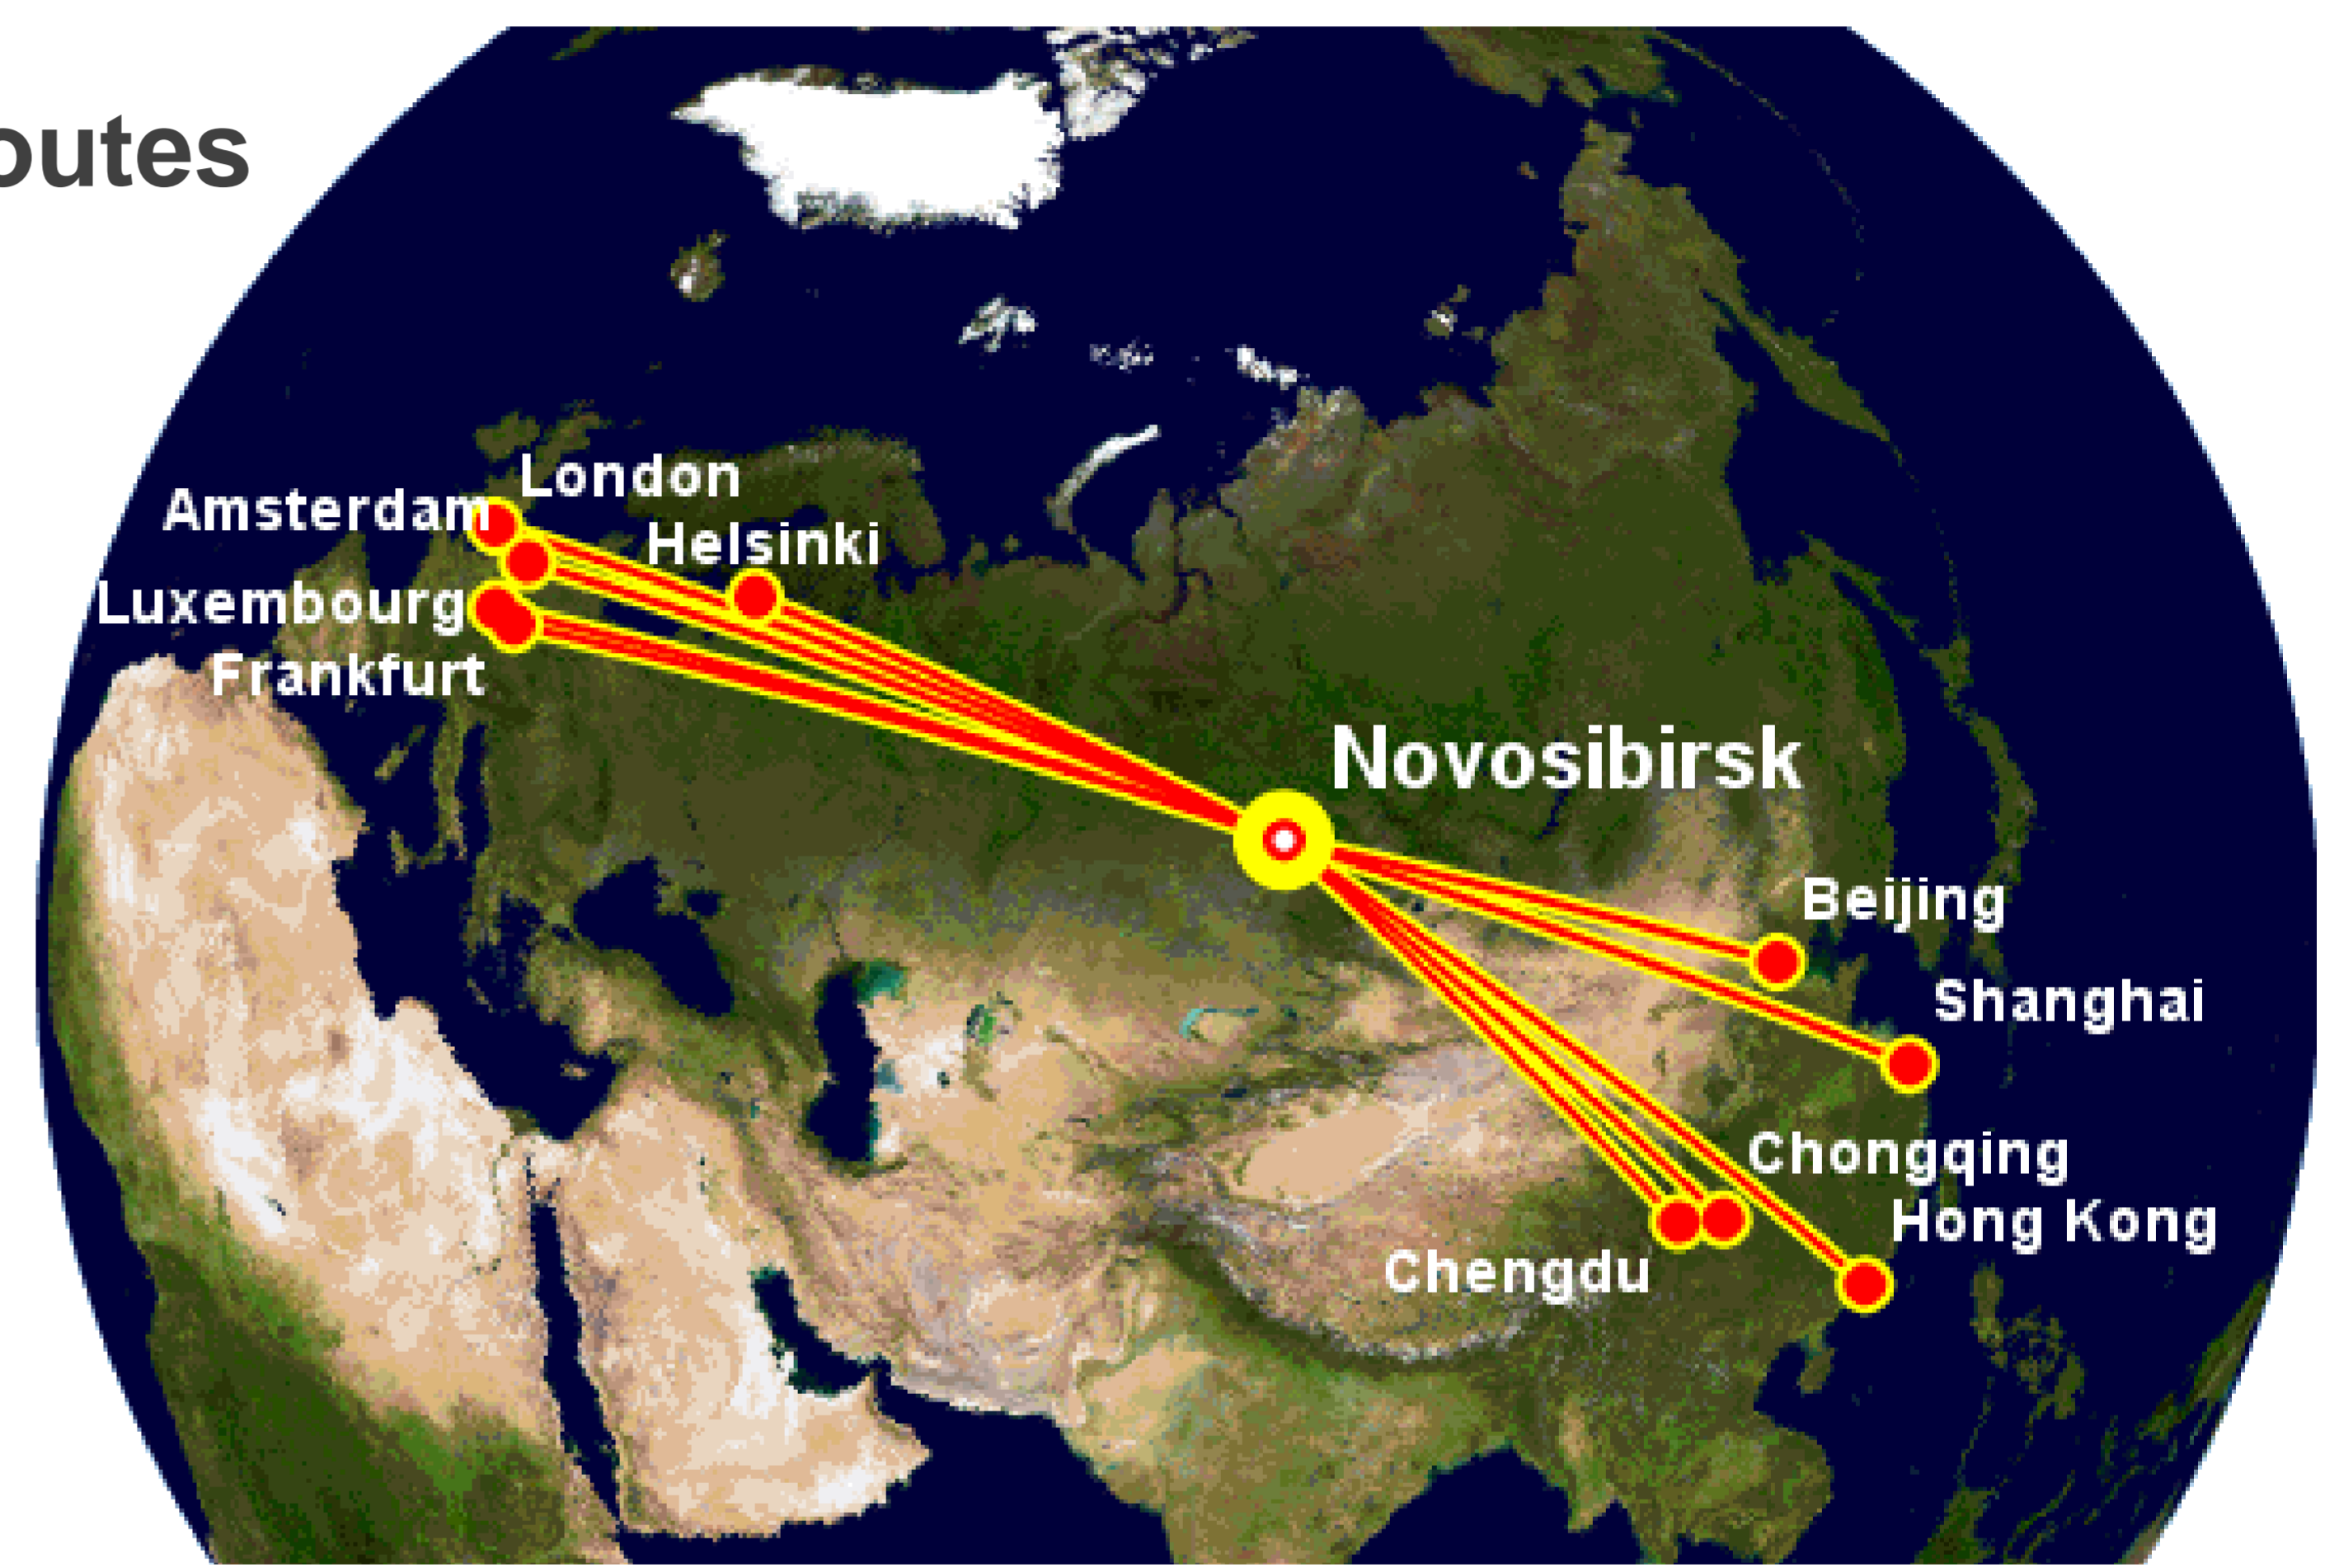 outes
London
Amsterdam
Helsinki
Luxembourg
Frankfurt
Novosibirsk
Beijing
Shanghai
Chongqing
Hong Kong
Chengdu